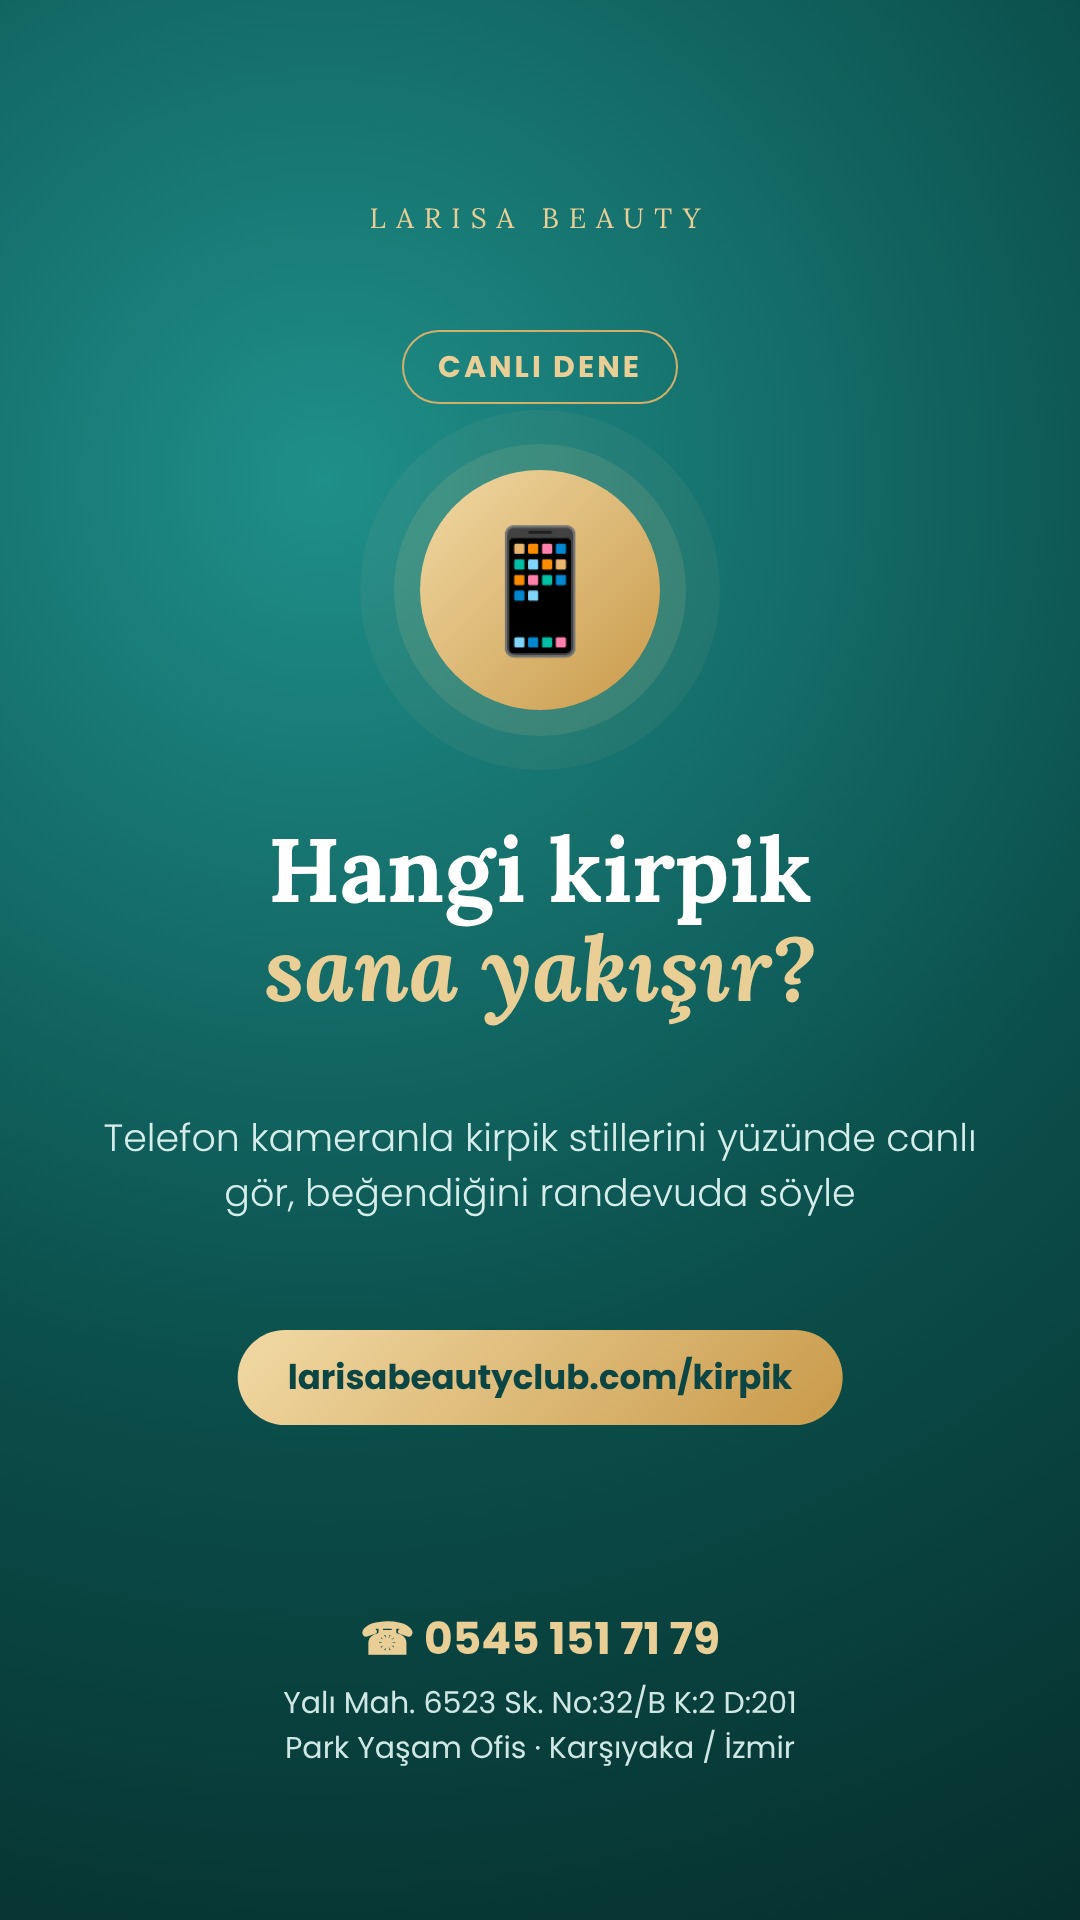 LARISA BEAUTY
CANLI DENE
Hangi kirpik
sana yakışır?
Telefon kameranla kirpik stillerini yüzünde canlı
gör, beğendiğini randevuda söyle
larisabeautyclub.com/kirpik
☎ 0545 151 71 79
Yalı Mah. 6523 Sk. No:32/B K:2 D:201
Park Yaşam Ofis · Karşıyaka / İzmir